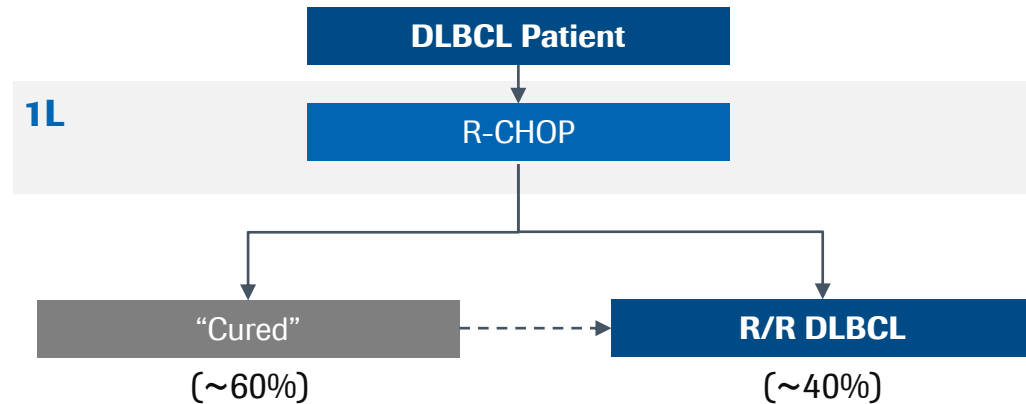 DLBCL Patient
1L
R-CHOP
“Cured”
R/R DLBCL
(~60%)
(~40%)